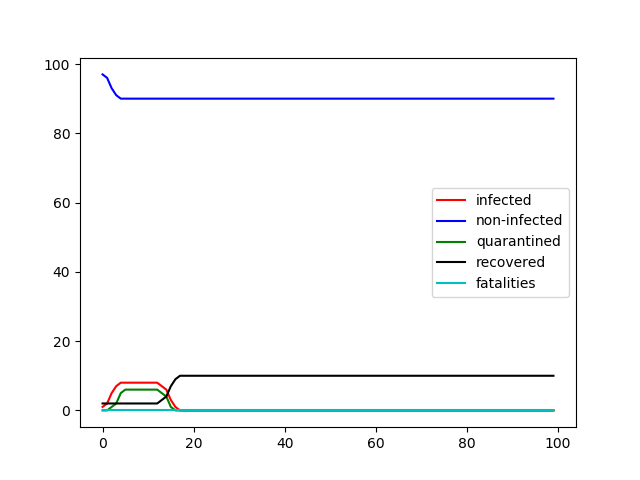 100
80
60
40
20
0
infected
non-infected
quarantined
recovered
fatalities
0 20 40 60 80 100